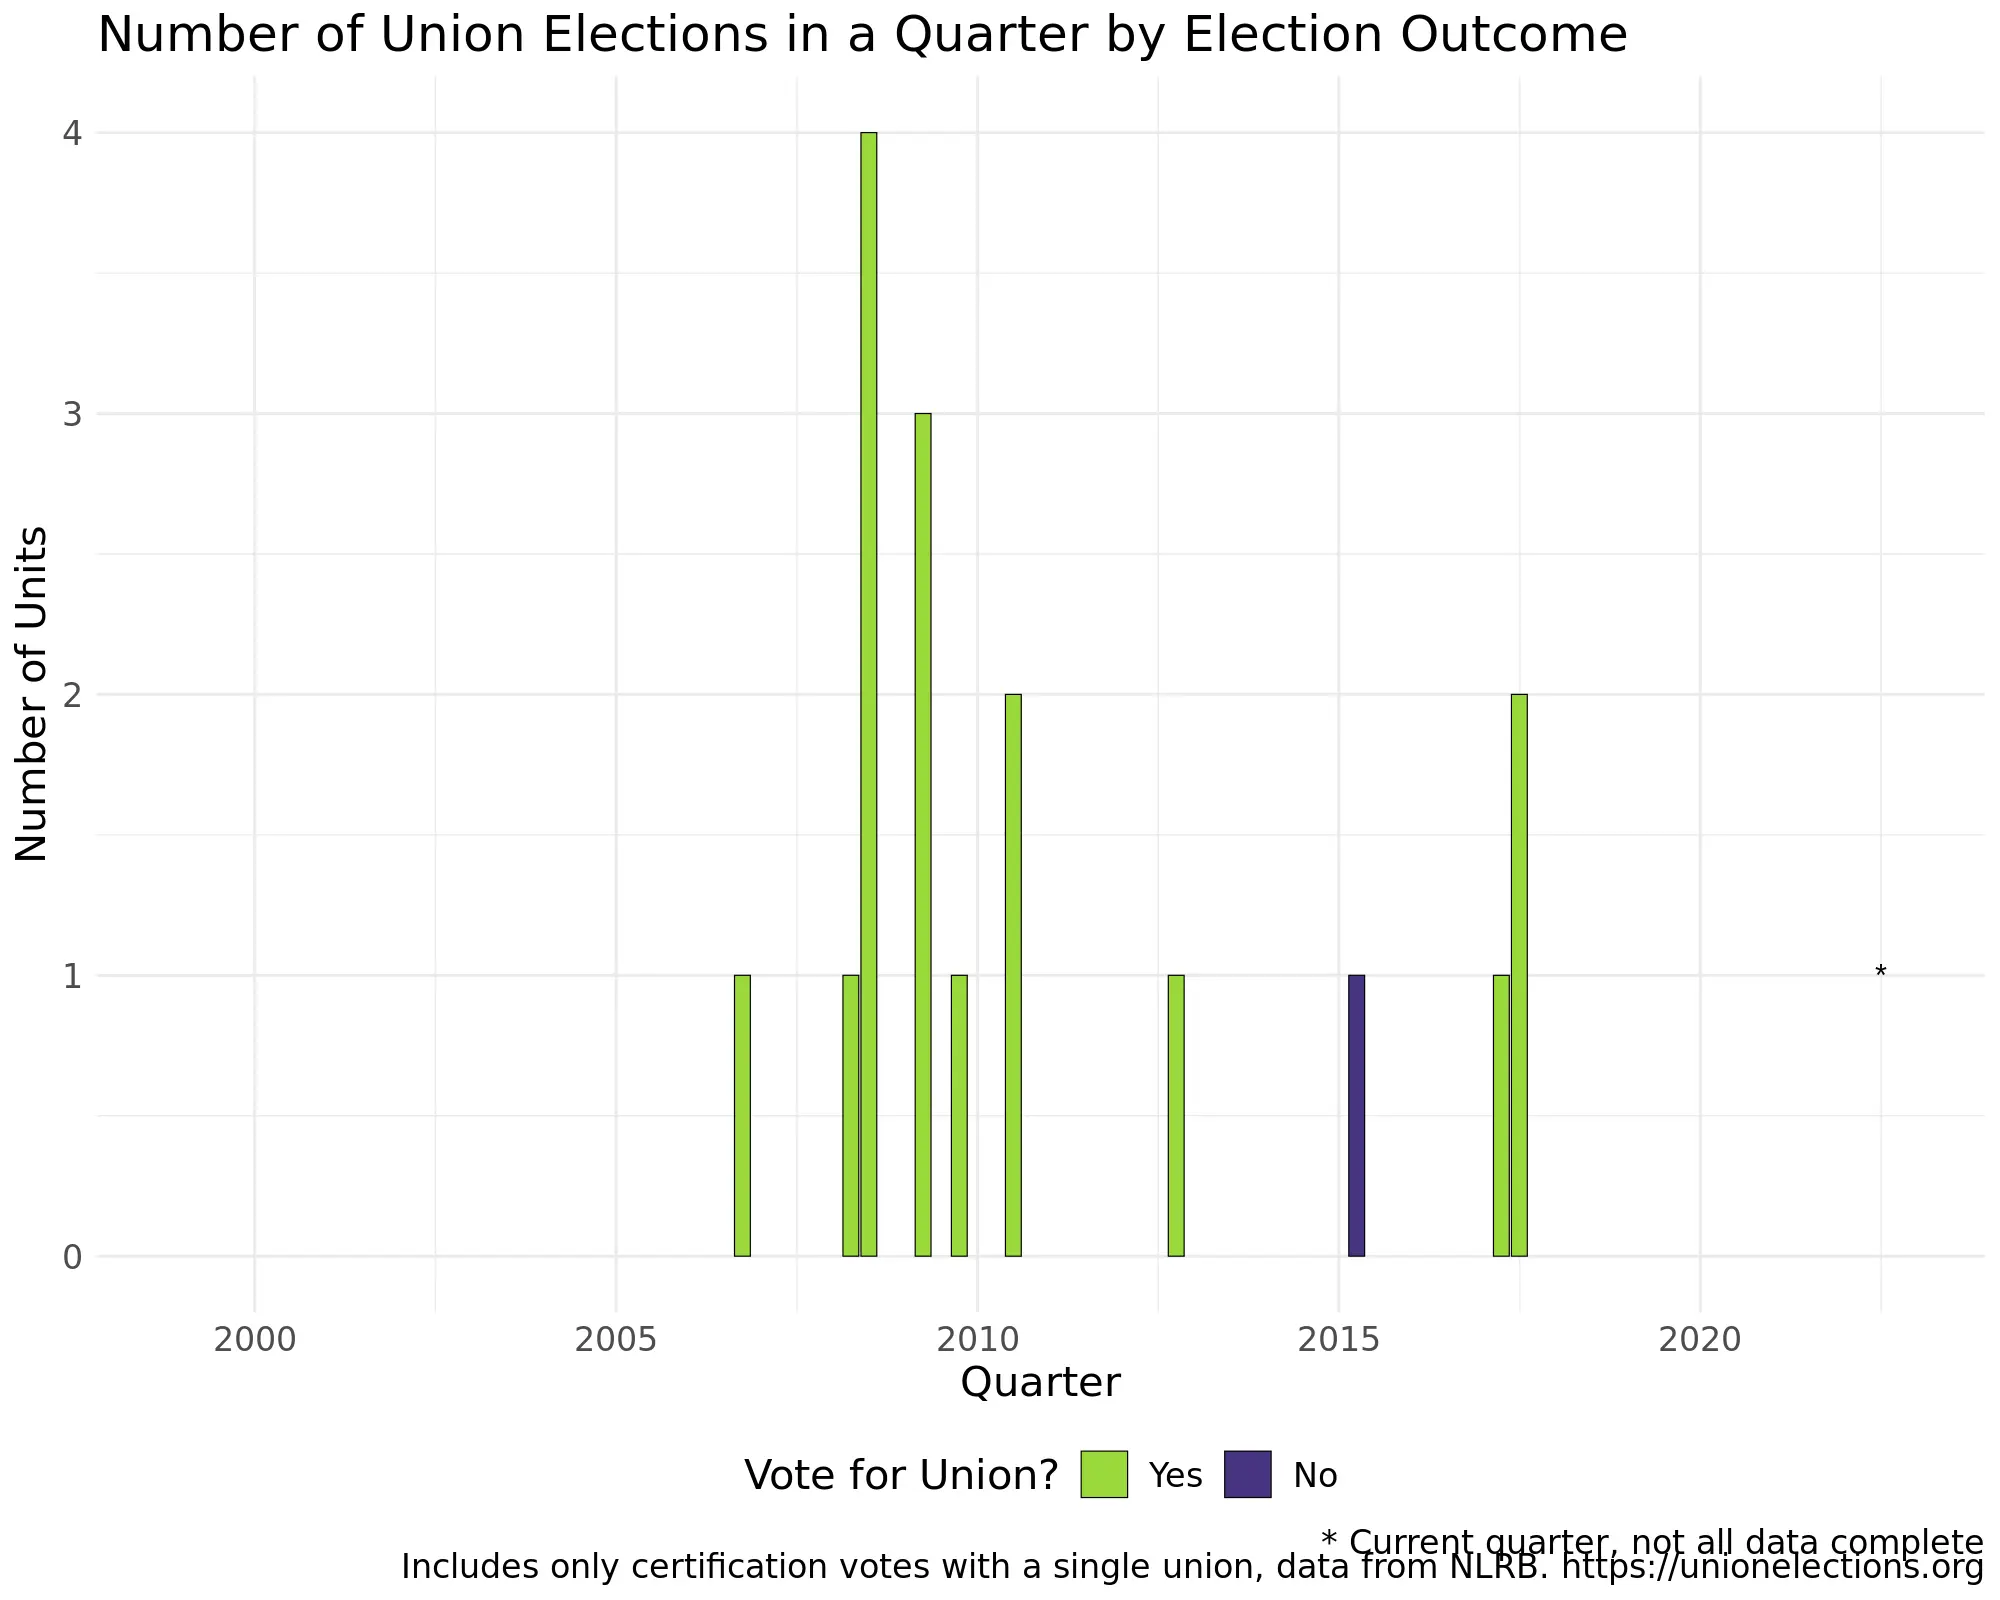 Number of Union Elections in a Quarter by Election Outcome
Number of Units
4
3
2
1
0
*
2000 2005 2010 2015 2020
Quarter
Vote for Union? Yes No
* Current quarter, not all data complete
Includes only certification votes with a single union, data from NLRB. https://unionelections.org